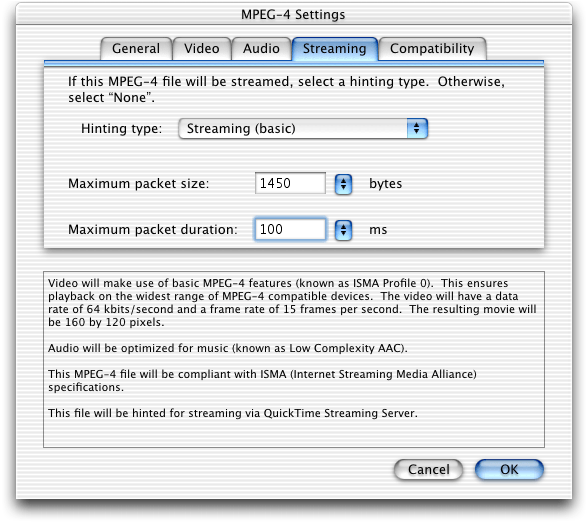 MPEG-4 Settings
General Video Audio Streaming Compatibility
If this MPEG-4 file will be streamed, select a hinting type.  Otherwise,
select “None”.
Hinting type: Streaming (basic)
Maximum packet size: 1450 bytes
Maximum packet duration: 100 ms
Video will make use of basic MPEG-4 features (known as ISMA Profile 0).  This ensures
playback on the widest range of MPEG-4 compatible devices.  The video will have a data
rate of 64 kbits/second and a frame rate of 15 frames per second.  The resulting movie will
be 160 by 120 pixels.
Audio will be optimized for music (known as Low Complexity AAC).
This MPEG-4 file will be compliant with ISMA (Internet Streaming Media Alliance)
specifications.
This file will be hinted for streaming via QuickTime Streaming Server.
Cancel OK